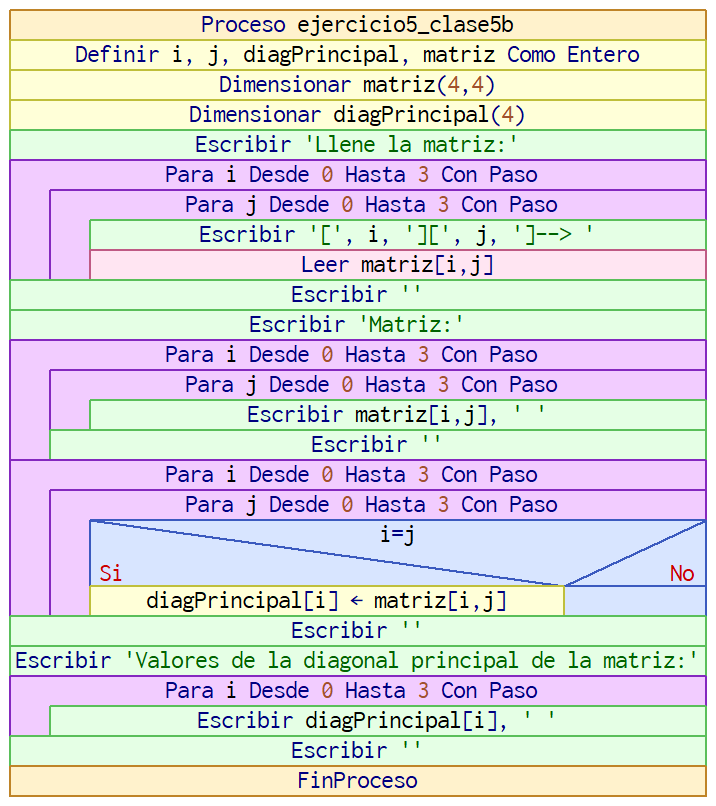 Proceso ejercicio5_clase5b
Definir i, j, diagPrincipal, matriz Como Entero
Dimensionar matriz(4,4)
Dimensionar diagPrincipal(4)
Escribir 'Llene la matriz:'
Para i Desde 0 Hasta 3 Con Paso
Para j Desde 0 Hasta 3 Con Paso
Escribir '[', i, '][', j, ']--> '
Leer matriz[i,j]
Escribir ''
Escribir 'Matriz:'
Para i Desde 0 Hasta 3 Con Paso
Para j Desde 0 Hasta 3 Con Paso
Escribir matriz[i,j], ' '
Escribir ''
Para i Desde 0 Hasta 3 Con Paso
Para j Desde 0 Hasta 3 Con Paso
i=j
Si No
diagPrincipal[i] ← matriz[i,j]
Escribir ''
Escribir 'Valores de la diagonal principal de la matriz:'
Para i Desde 0 Hasta 3 Con Paso
Escribir diagPrincipal[i], ' '
Escribir ''
FinProceso